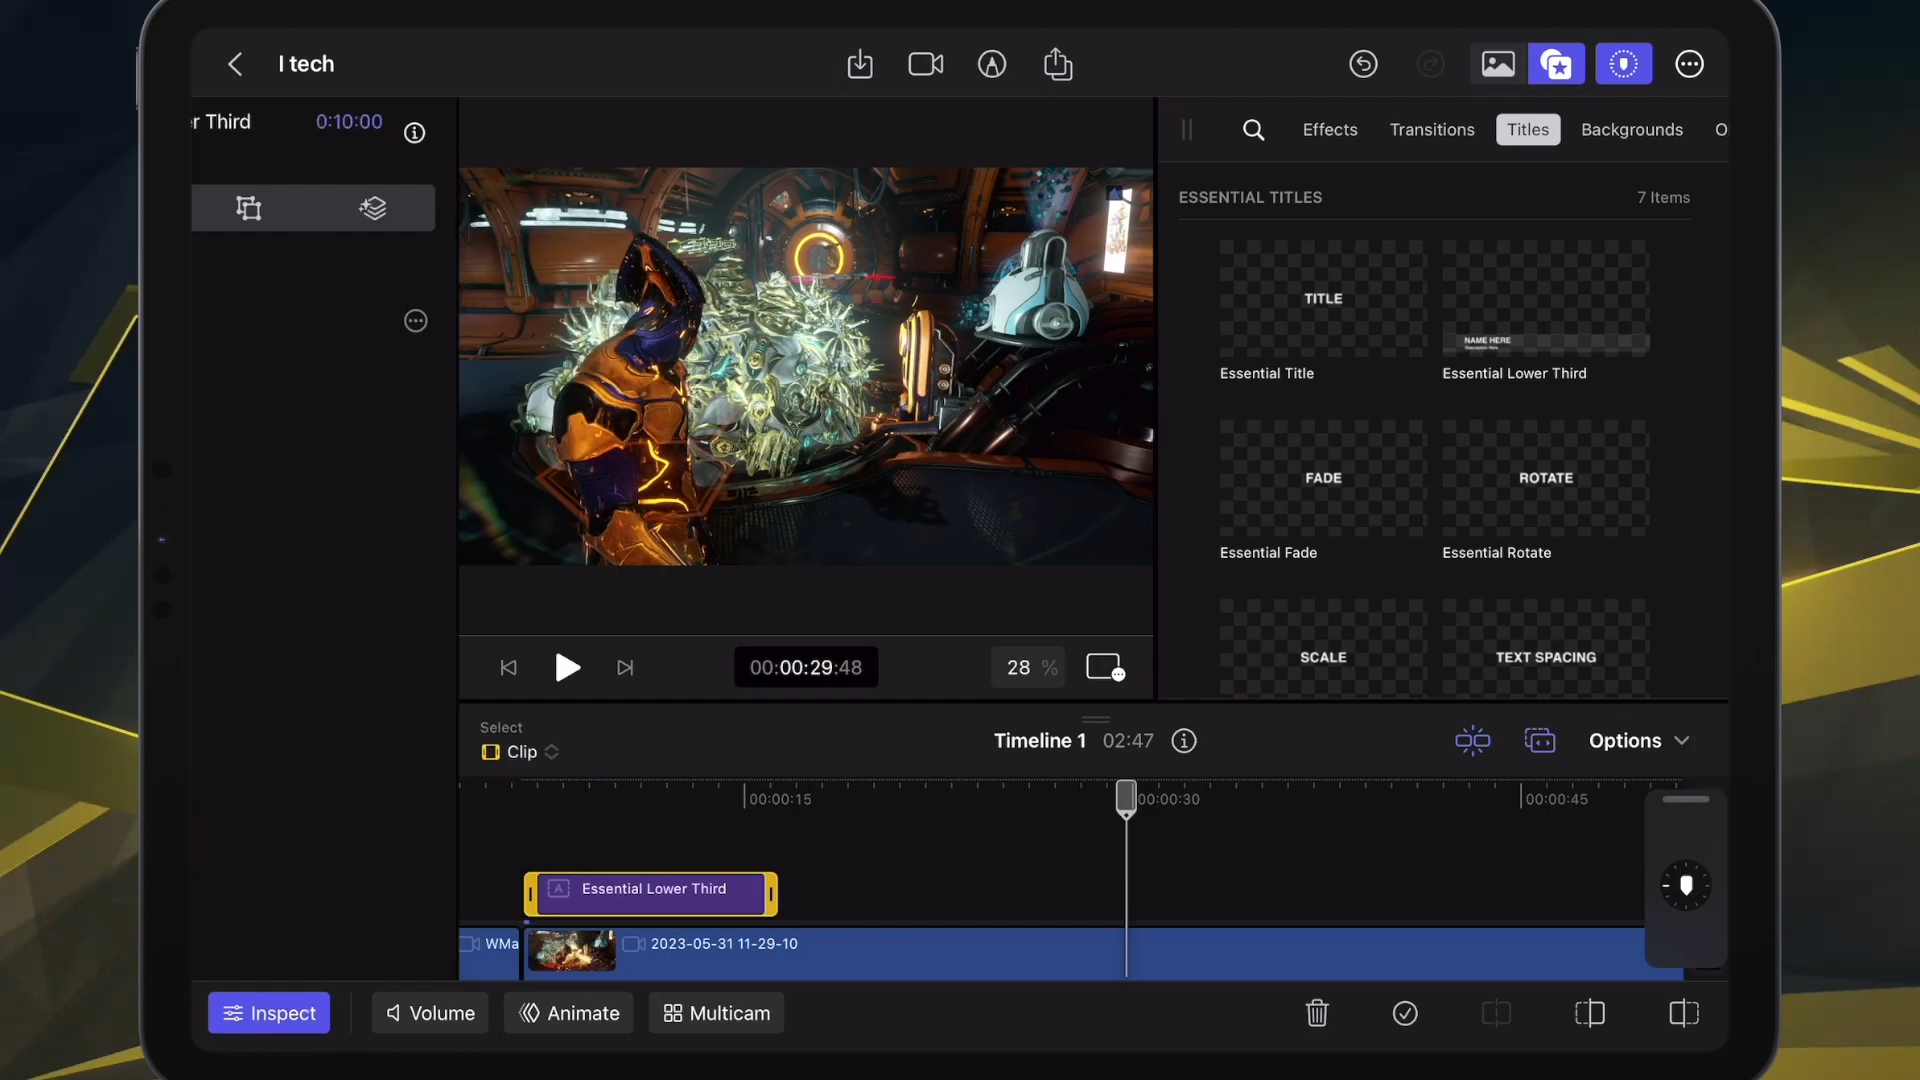 I tech
r Third
0:10:00
Effects
Transitions
Titles
Backgrounds
O
ESSENTIAL TITLES
7 Items
TITLE
NAME HERE
Description Here
Essential Title
Essential Lower Third
FADE
ROTATE
Essential Fade
Essential Rotate
SCALE
TEXT SPACING
00:00:29:48
28 %
Select
Clip
Timeline 1
02:47
Options
00:00:15
00:00:30
00:00:45
A
Essential Lower Third
WMa
2023-05-31 11-29-10
Inspect
Volume
Animate
Multicam